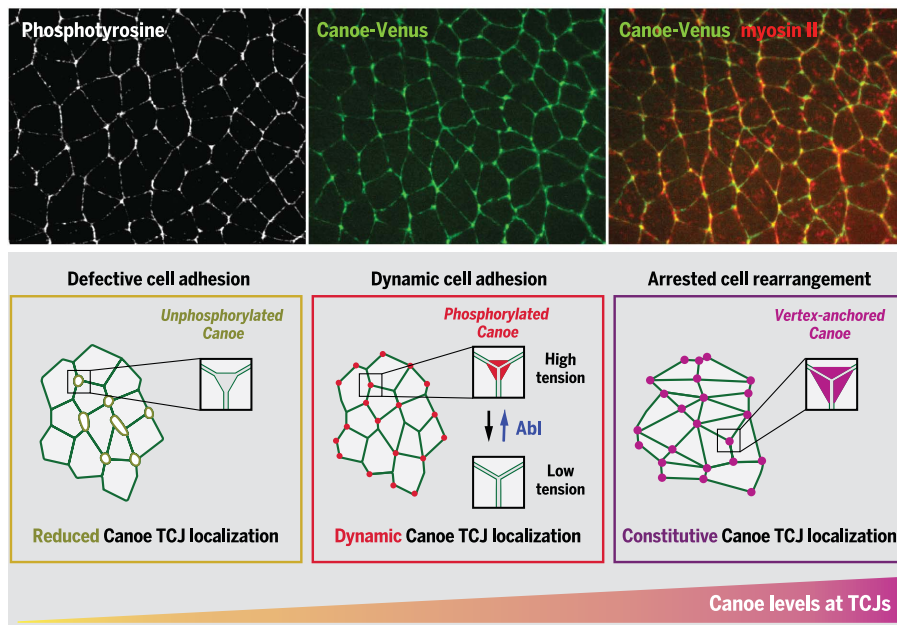 Phosphotyrosine
Canoe-Venus
Canoe-Venus myosin II
Defective cell adhesion
Unphosphorylated
Canoe
Reduced Canoe TCJ localization
Dynamic cell adhesion
Phosphorylated
Canoe
High
tension
Abl
Low
tension
Dynamic Canoe TCJ localization
Arrested cell rearrangement
Vertex-anchored
Canoe
Constitutive Canoe TCJ localization
Canoe levels at TCJs